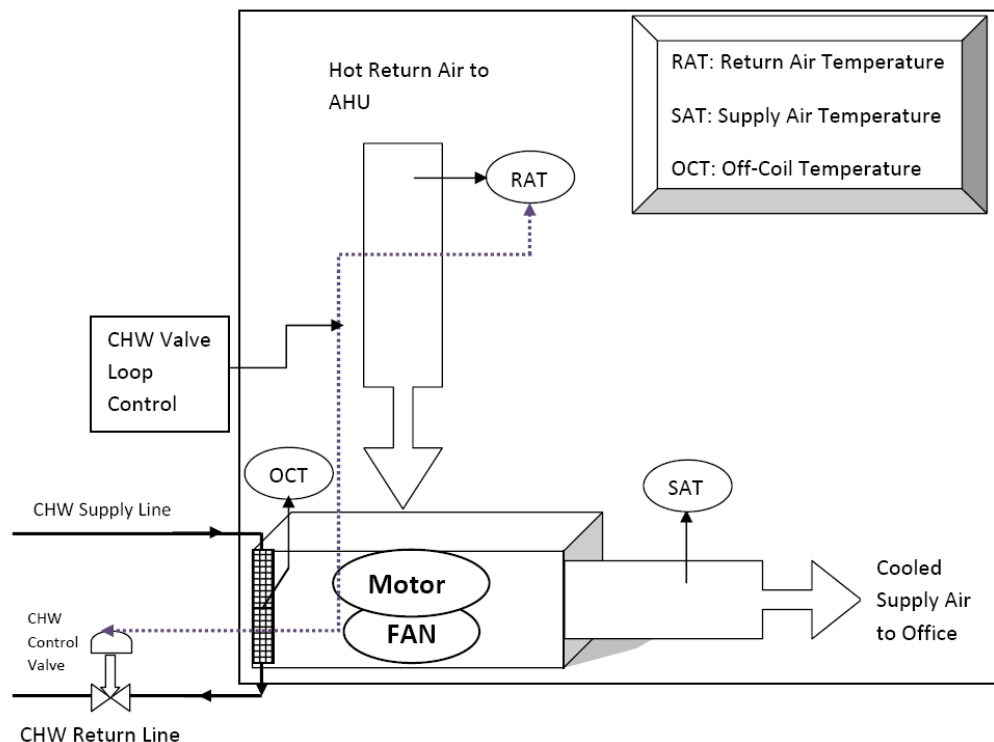 Hot Return Air to
AHU
RAT: Return Air Temperature
SAT: Supply Air Temperature
OCT: Off-Coil Temperature
RAT
CHW Valve
Loop
Control
OCT
SAT
CHW Supply Line
Motor
FAN
Cooled
Supply Air
to Office
CHW
Control
Valve
CHW Return Line